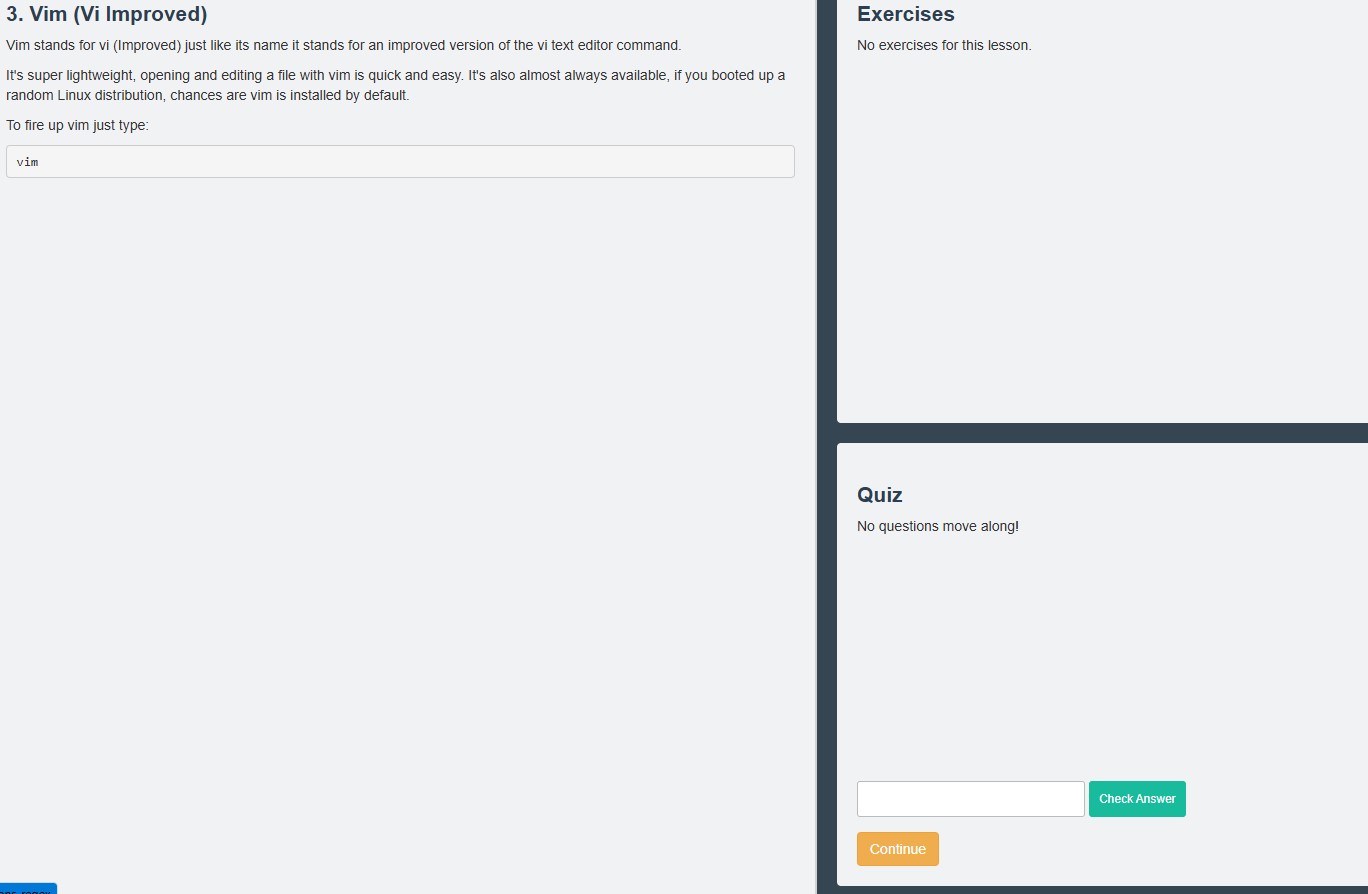 3. Vim (Vi Improved)
Vim stands for vi (Improved) just like its name it stands for an improved version of the vi text editor command.
It's super lightweight, opening and editing a file with vim is quick and easy. It's also almost always available, if you booted up a
random Linux distribution, chances are vim is installed by default.
To fire up vim just type:
vim
Exercises
No exercises for this lesson.
Quiz
No questions move along!
Check Answer
Continue